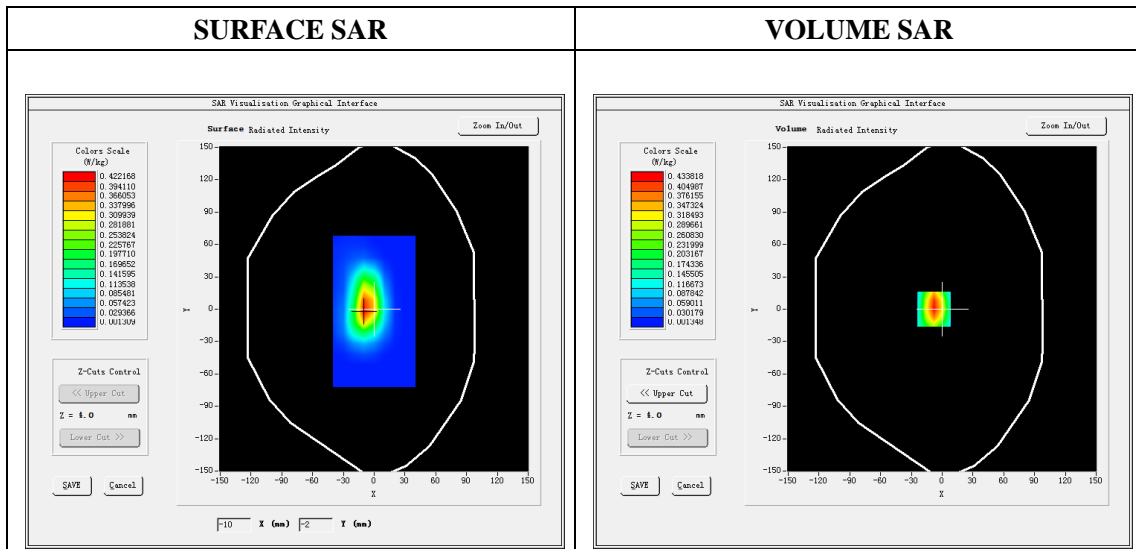 SURFACE SAR
SAR Visualisation Graphical Interface
Surface Radiated Intensity
Zoom In/Out
Colors Scale
(W/kg)
0.422168
0.394110
0.366053
0.337996
0.309939
0.281881
0.253824
0.225767
0.197710
0.169652
0.141595
0.113538
0.085481
0.057423
0.029366
0.001309
150
120
90
60
30
0
-30
-60
-90
-120
-150
Y
-150 -120 -90 -60 -30 0 30 60 90 120 150
X
Z-Cuts Control
<< Upper Cut
Z = 4.0 mm
Lower Cut >>
SAVE Cancel
-10 X (mm) -2 Y (mm)
VOLUME SAR
SAR Visualisation Graphical Interface
Volume Radiated Intensity
Zoom In/Out
Colors Scale
(W/kg)
0.433818
0.404987
0.376155
0.347324
0.318493
0.289661
0.260830
0.231999
0.203167
0.174336
0.145505
0.116673
0.087842
0.059011
0.030179
0.001348
150
120
90
60
30
0
-30
-60
-90
-120
-150
Y
-150 -120 -90 -60 -30 0 30 60 90 120 150
X
Z-Cuts Control
<< Upper Cut
Z = 4.0 mm
Lower Cut >>
SAVE Cancel